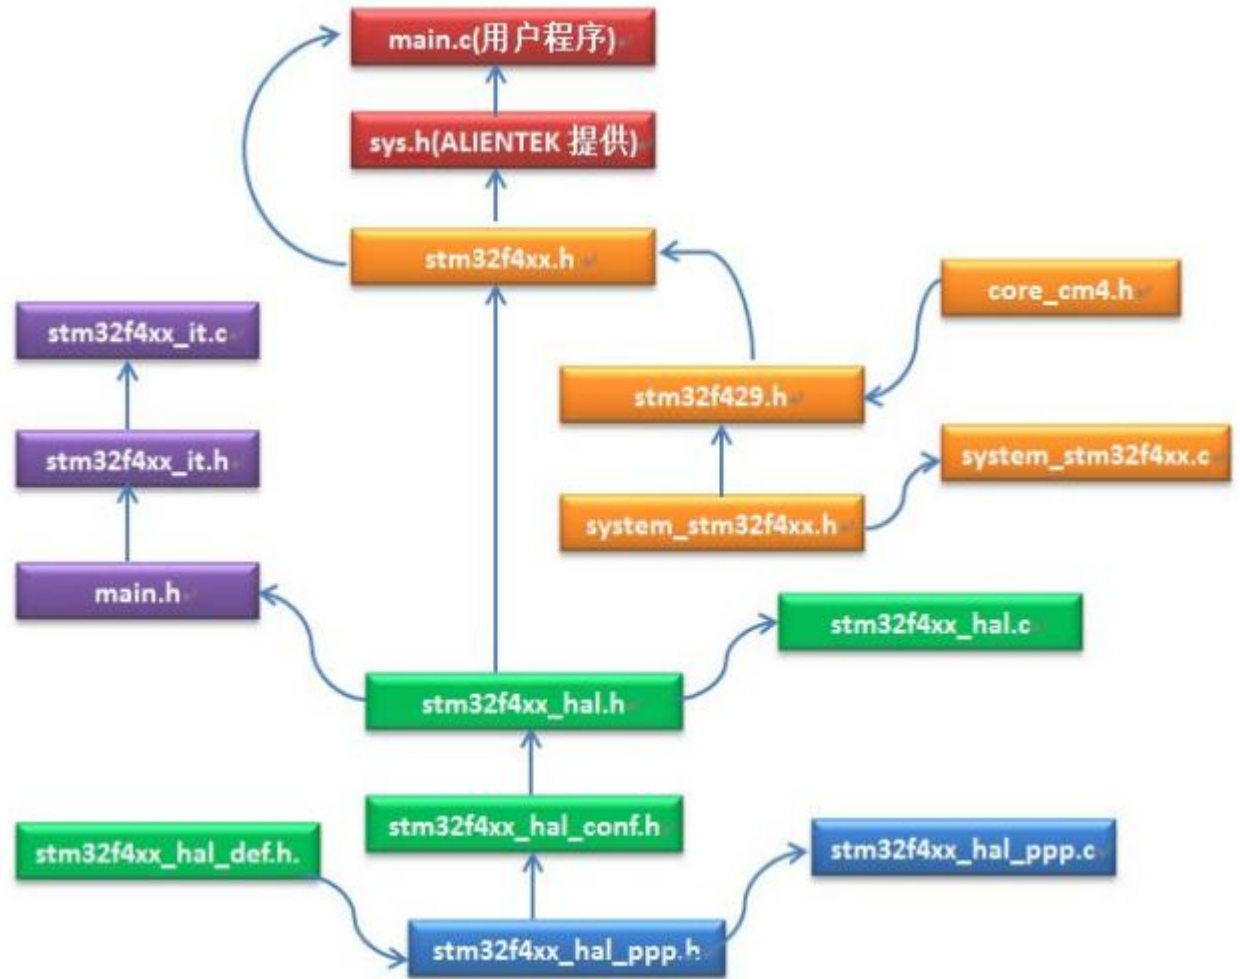 main.c(用户程序)
sys.h(ALIENTEK 提供)
stm32f4xx.h
core_cm4.h
stm32f4xx_it.c
stm32f429.h
stm32f4xx_it.h
system_stm32f4xx.c
system_stm32f4xx.h
main.h
stm32f4xx_hal.c
stm32f4xx_hal.h
stm32f4xx_hal_conf.h
stm32f4xx_hal_def.h.
stm32f4xx_hal_ppp.c
stm32f4xx_hal_ppp.h